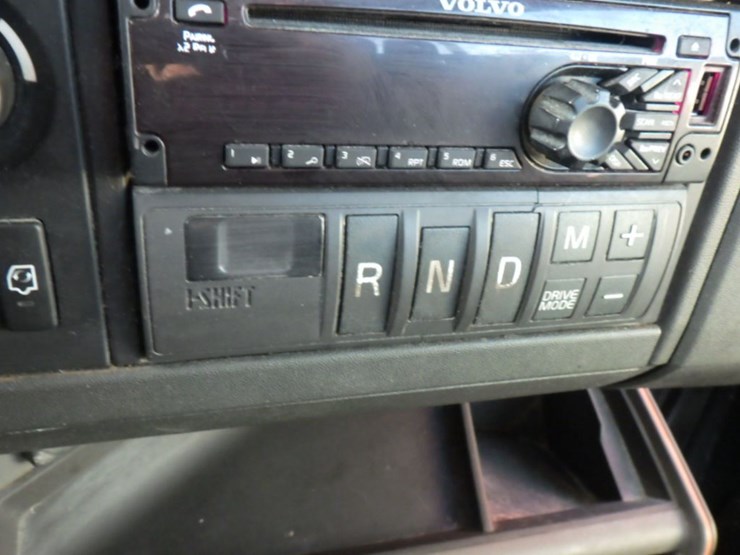 VOLVO
1 2 3 4 RPT 5 RDM 6 ESC
I-SHIFT
R N D M +
DRIVE
MODE
−